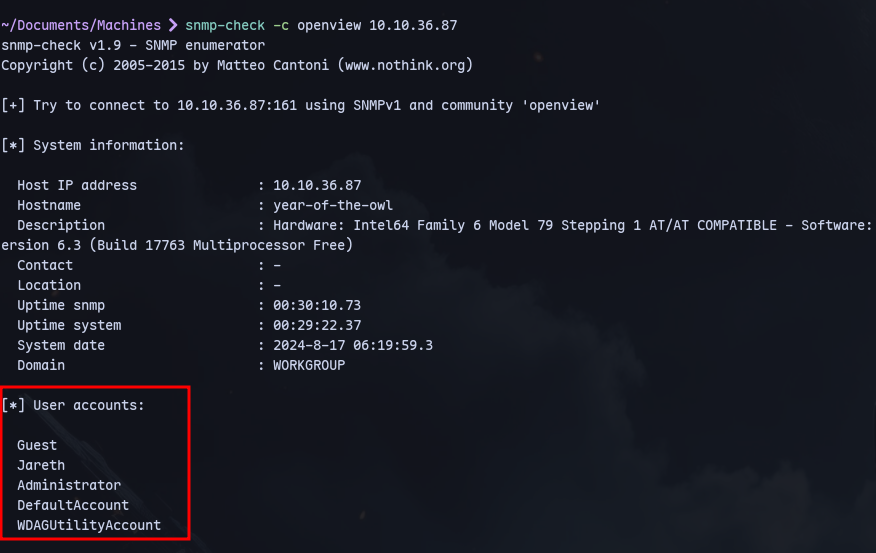 ~/Documents/Machines ❯ snmp-check -c openview 10.10.36.87
snmp-check v1.9 - SNMP enumerator
Copyright (c) 2005-2015 by Matteo Cantoni (www.nothink.org)
[+] Try to connect to 10.10.36.87:161 using SNMPv1 and community 'openview'
[*] System information:
Host IP address : 10.10.36.87
Hostname : year-of-the-owl
Description : Hardware: Intel64 Family 6 Model 79 Stepping 1 AT/AT COMPATIBLE - Software:
ersion 6.3 (Build 17763 Multiprocessor Free)
Contact : -
Location : -
Uptime snmp : 00:30:10.73
Uptime system : 00:29:22.37
System date : 2024-8-17 06:19:59.3
Domain : WORKGROUP
[*] User accounts:
Guest
Jareth
Administrator
DefaultAccount
WDAGUtilityAccount